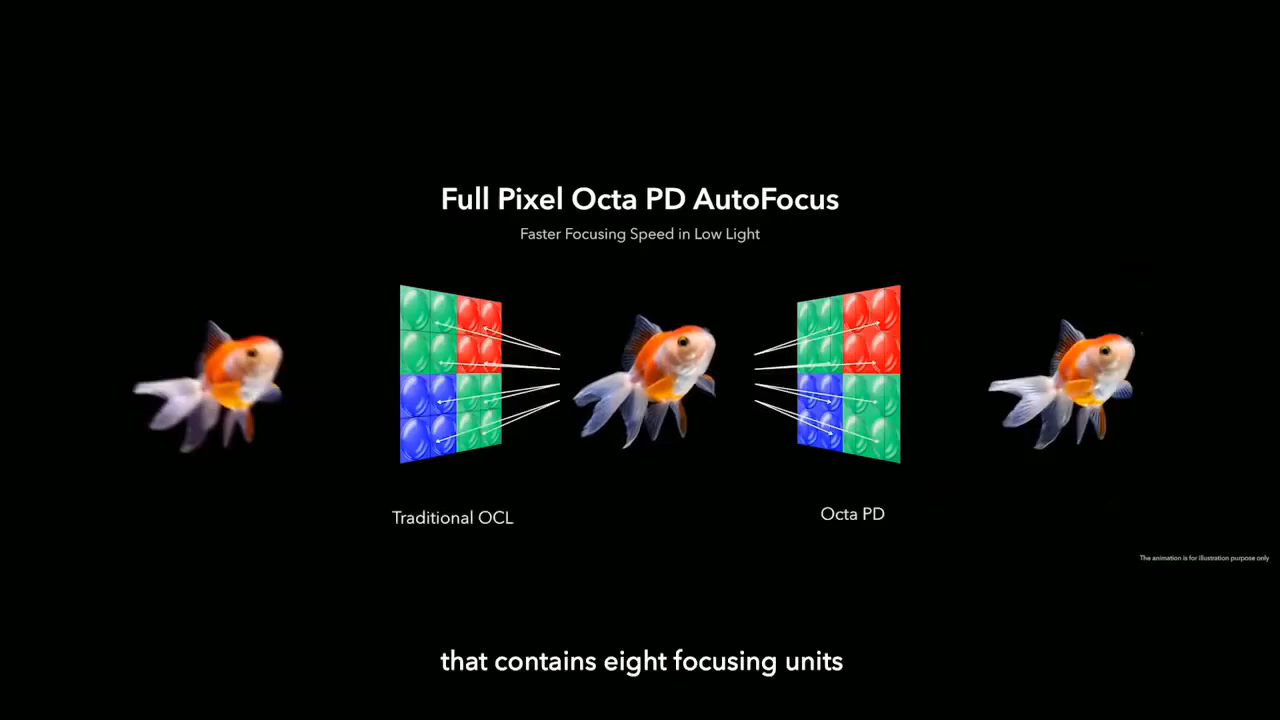 Full Pixel Octa PD AutoFocus
Faster Focusing Speed in Low Light
Traditional OCL
Octa PD
The animation is for illustration purpose only
that contains eight focusing units